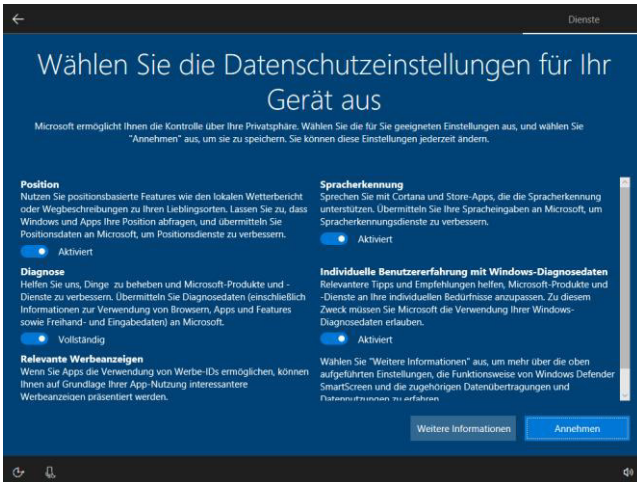 Dienste
Wählen Sie die Datenschutzeinstellungen für Ihr
Gerät aus
Microsoft ermöglicht Ihnen die Kontrolle über Ihre Privatsphäre. Wählen Sie die für Sie geeigneten Einstellungen aus, und wählen Sie
"Annehmen" aus, um sie zu speichern. Sie können diese Einstellungen jederzeit ändern.
Position
Nutzen Sie positionsbasierte Features wie den lokalen Wetterbericht
oder Wegbeschreibungen zu Ihren Lieblingsorten. Lassen Sie zu, dass
Windows und Apps Ihre Position abfragen, und übermitteln Sie
Positionsdaten an Microsoft, um Positionsdienste zu verbessern.
Aktiviert
Diagnose
Helfen Sie uns, Dinge zu beheben und Microsoft-Produkte und -
Dienste zu verbessern. Übermitteln Sie Diagnosedaten (einschließlich
Informationen zur Verwendung von Browsern, Apps und Features
sowie Freihand- und Eingabedaten) an Microsoft.
Vollständig
Relevante Werbeanzeigen
Wenn Sie Apps die Verwendung von Werbe-IDs ermöglichen, können
Ihnen auf Grundlage Ihrer App-Nutzung interessantere
Werbeanzeigen präsentiert werden.
Spracherkennung
Sprechen Sie mit Cortana und Store-Apps, die die Spracherkennung
unterstützen. Übermitteln Sie Ihre Spracheingaben an Microsoft, um
Spracherkennungsdienste zu verbessern.
Aktiviert
Individuelle Benutzererfahrung mit Windows-Diagnosedaten
Relevante Tipps und Empfehlungen helfen, Microsoft-Produkte und
-Dienste an Ihre individuellen Bedürfnisse anzupassen. Zu diesem
Zweck müssen Sie Microsoft die Verwendung Ihrer Windows-
Diagnosedaten erlauben.
Aktiviert
Wählen Sie "Weitere Informationen" aus, um mehr über die oben
aufgeführten Einstellungen, die Funktionsweise von Windows Defender
SmartScreen und die zugehörigen Datenübertragungen und
Datennutzungen zu erfahren.
Weitere Informationen
Annehmen